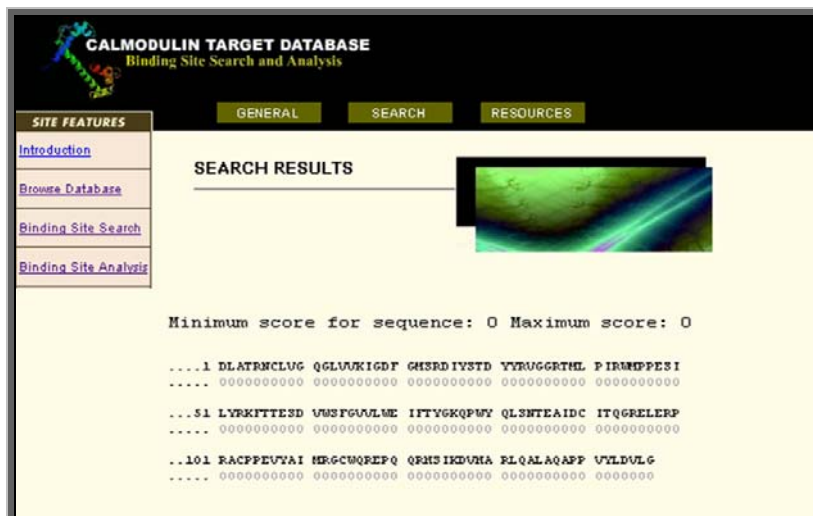 CALMODULIN TARGET DATABASE
Binding Site Search and Analysis
GENERAL SEARCH RESOURCES
SITE FEATURES
Introduction
Browse Database
Binding Site Search
Binding Site Analysis
SEARCH RESULTS
Minimum score for sequence: 0 Maximum score: 0
....1 DLATRNCLVG QGLVVKIGDF GMSRDIYSTD YYRVGGRTML PIRWMPPESI
..... 0000000000 0000000000 0000000000 0000000000 0000000000
...51 LYRKFTTESD VWSFGVVLWE IFTYGKQPWY QLSNTEAIDC ITQGRELERP
..... 0000000000 0000000000 0000000000 0000000000 0000000000
..101 RACPPEVYAI MRGCWQREPQ QRHSIKDVHA RLQALAQAPP VYLDVLG
..... 0000000000 0000000000 0000000000 0000000000 0000000